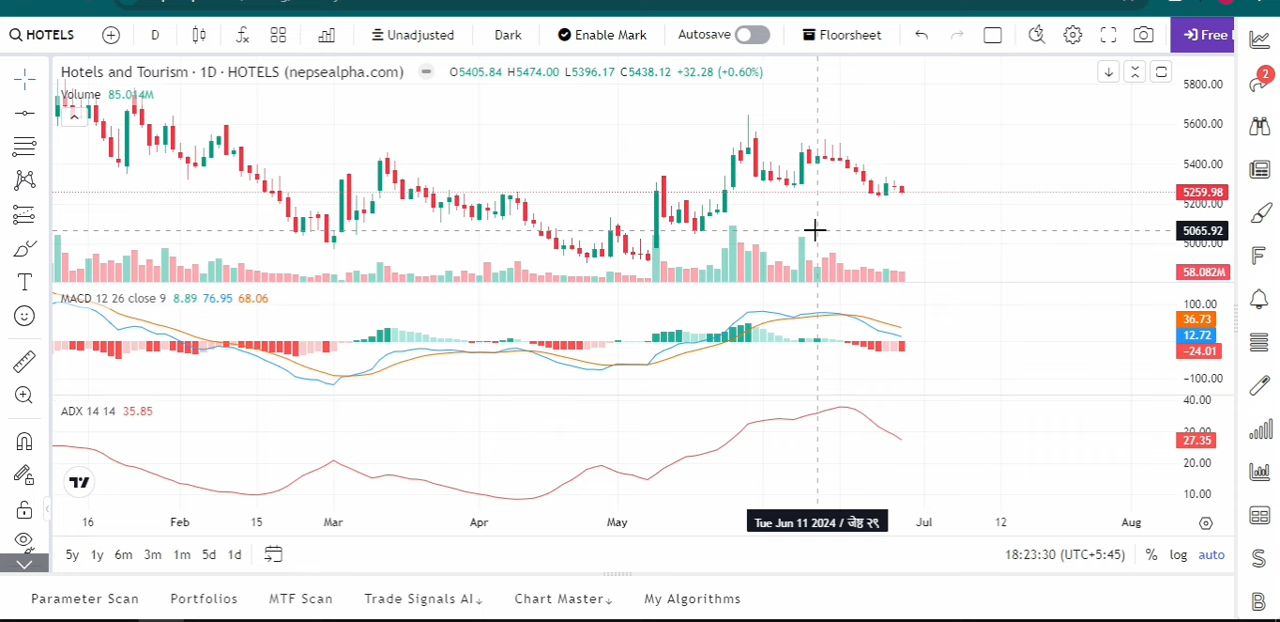 HOTELS D Unadjusted Dark Enable Mark Autosave Floorsheet Free
Hotels and Tourism · 1D · HOTELS (nepsealpha.com) O5405.84 H5474.00 L5396.17 C5438.12 +32.28 (+0.60%)
Volume 85.014M
5800.00
5600.00
5400.00
5259.98
5200.00
5065.92
5000.00
58.082M
2
MACD 12 26 close 9 8.89 76.95 68.06
100.00
36.73
12.72
−24.01
−100.00
ADX 14 14 35.85
40.00
27.35
20.00
10.00
16 Feb 15 Mar Apr May Tue Jun 11 2024 / जेष्ठ २९ Jul 12 Aug
5y 1y 6m 3m 1m 5d 1d 18:23:30 (UTC+5:45) % log auto
Parameter Scan Portfolios MTF Scan Trade Signals AI↓ Chart Master↓ My Algorithms